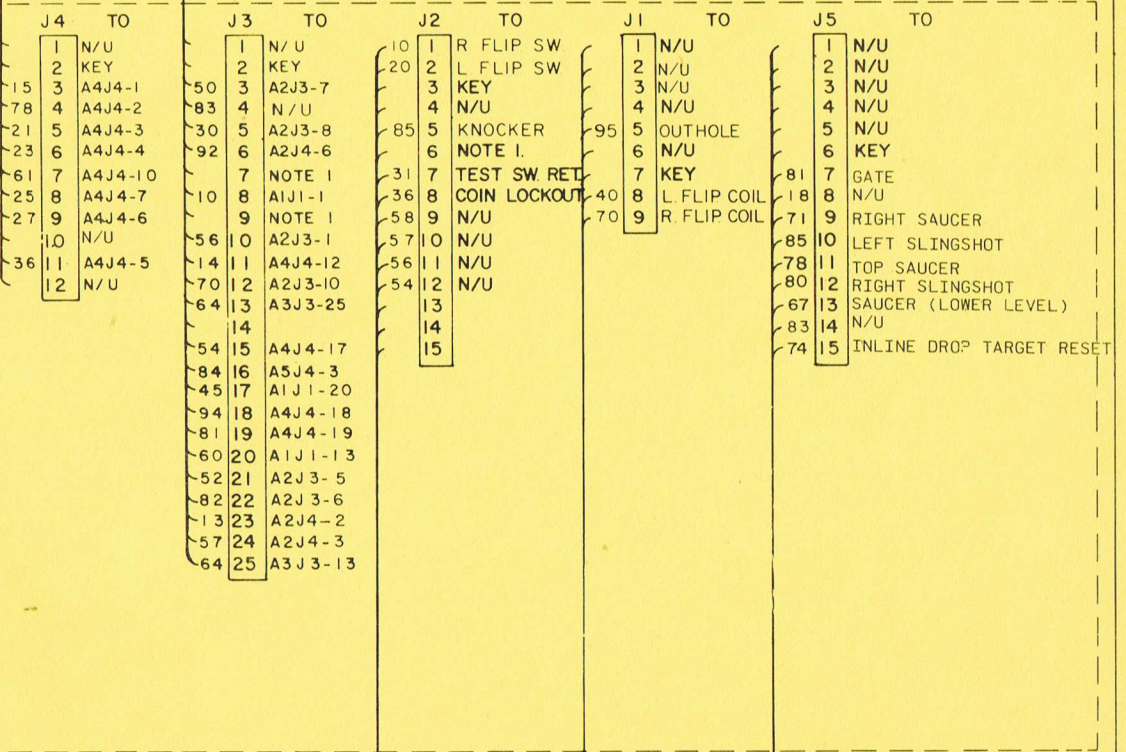 J4 TO
1 N/U
2 KEY
15 3 A4J4-1
78 4 A4J4-2
21 5 A4J4-3
23 6 A4J4-4
61 7 A4J4-10
25 8 A4J4-7
27 9 A4J4-6
10 N/U
36 11 A4J4-5
12 N/U
J3 TO
1 N/U
2 KEY
50 3 A2J3-7
83 4 N/U
30 5 A2J3-8
92 6 A2J4-6
7 NOTE 1
10 8 A1J1-1
9 NOTE 1
56 10 A2J3-1
14 11 A4J4-12
70 12 A2J3-10
64 13 A3J3-25
14
54 15 A4J4-17
84 16 A5J4-3
45 17 A1J1-20
94 18 A4J4-18
81 19 A4J4-19
60 20 A1J1-13
52 21 A2J3-5
82 22 A2J3-6
13 23 A2J4-2
57 24 A2J4-3
64 25 A3J3-13
J2 TO
10 1 R FLIP SW
20 2 L FLIP SW.
3 KEY
4 N/U
85 5 KNOCKER
6 NOTE 1.
31 7 TEST SW. RET.
36 8 COIN LOCKOUT
58 9 N/U
57 10 N/U
56 11 N/U
54 12 N/U
13
14
15
J1 TO
1 N/U
2 N/U
3 N/U
4 N/U
95 5 OUTHOLE
6 N/U
7 KEY
40 8 L. FLIP. COIL
70 9 R. FLIP. COIL
J5 TO
1 N/U
2 N/U
3 N/U
4 N/U
5 N/U
6 KEY
81 7 GATE
18 8 N/U
71 9 RIGHT SAUCER
85 10 LEFT SLINGSHOT
78 11 TOP SAUCER
80 12 RIGHT SLINGSHOT
67 13 SAUCER (LOWER LEVEL)
83 14 N/U
74 15 INLINE DROP TARGET RESET